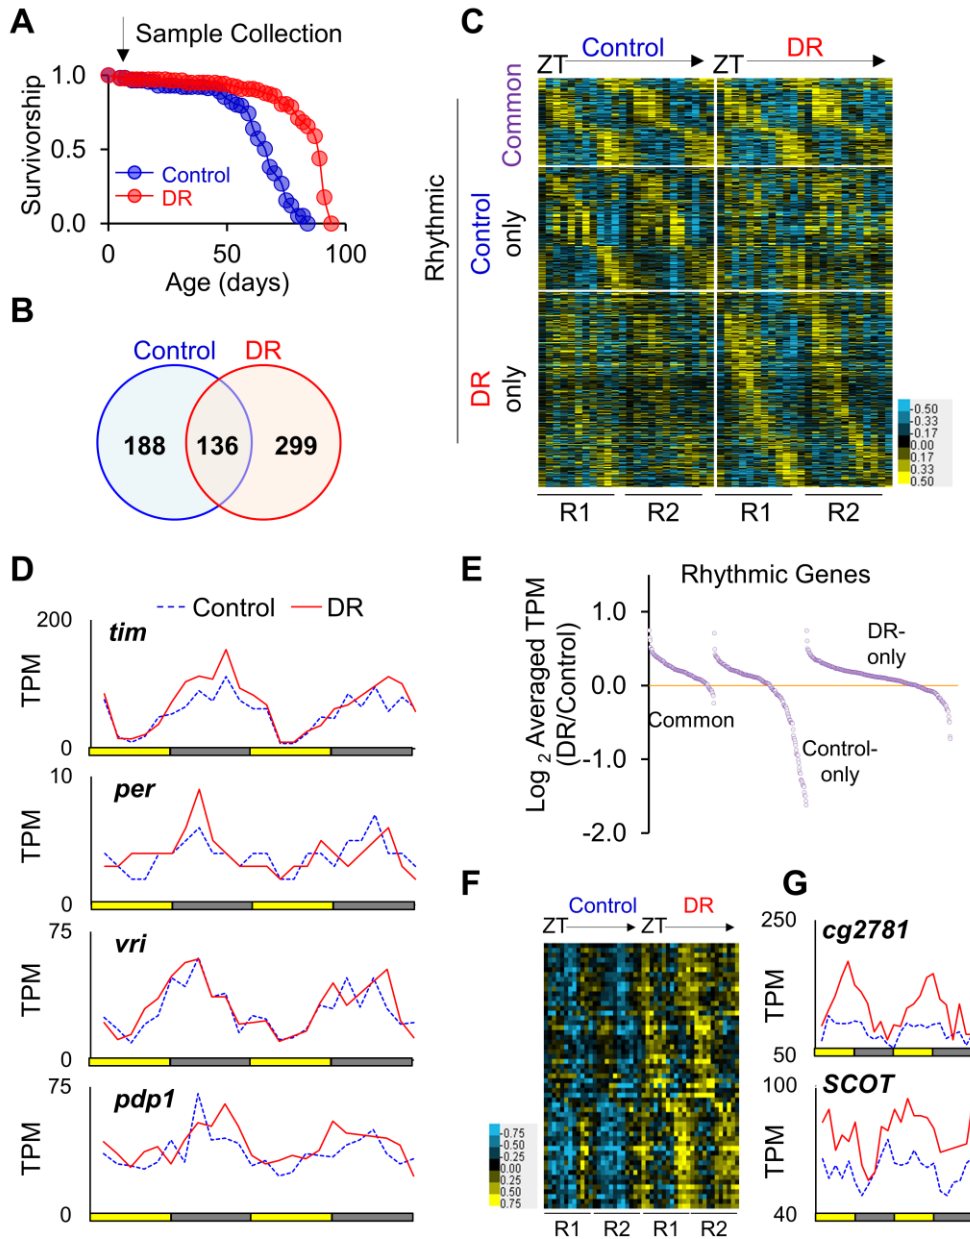 A
Sample Collection
Survivorship
1.0
0.5
0.0
Control
DR
0
50
100
Age (days)
B
Control
DR
188
136
299
C
Control
DR
ZT
ZT
Rhythmic
Common
Control
only
DR
only
-0.50
-0.33
-0.17
0.00
0.17
0.33
0.50
R1
R2
R1
R2
D
Control
DR
200
tim
TPM
0
10
per
TPM
0
75
vri
TPM
0
75
pdp1
TPM
0
E
Rhythmic Genes
Log 2 Averaged TPM
(DR/Control)
1.0
0.0
-1.0
-2.0
Common
Control-
only
DR-
only
F
Control
DR
ZT
ZT
-0.75
-0.50
-0.25
0.00
0.25
0.50
0.75
R1
R2
R1
R2
G
250
cg2781
TPM
50
100
SCOT
TPM
40